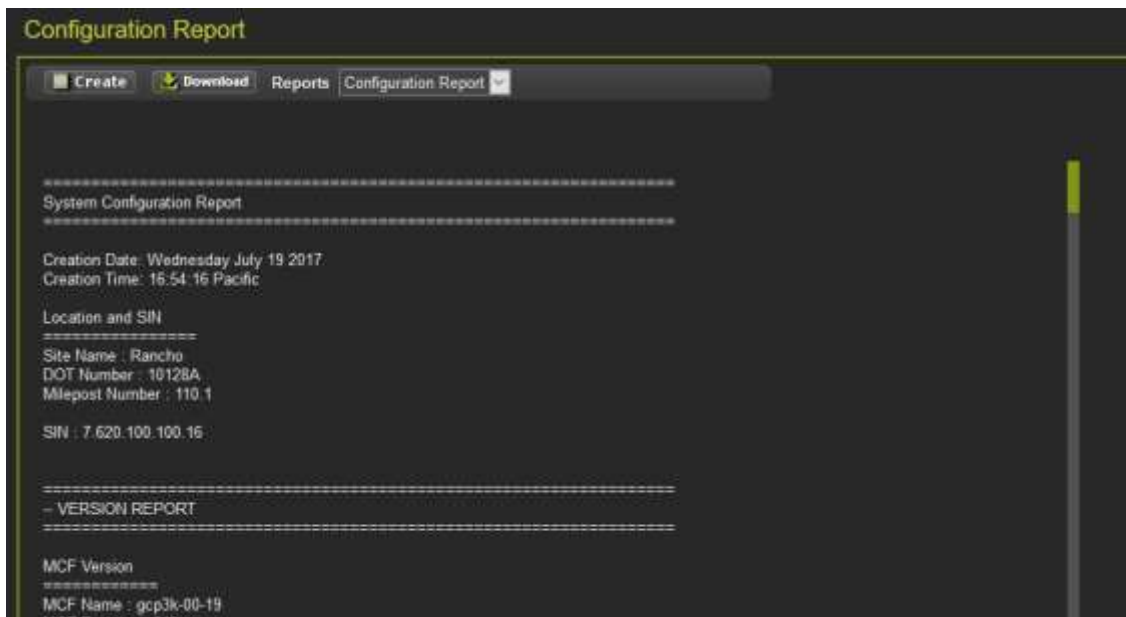 Configuration Report
Create Download Reports Configuration Report
====================================================================
System Configuration Report
====================================================================
Creation Date: Wednesday July 19 2017
Creation Time: 16:54:16 Pacific
Location and SIN
=================
Site Name : Rancho
DOT Number : 10128A
Milepost Number : 110.1
SIN : 7.620.100.100.16
====================================================================
-- VERSION REPORT
====================================================================
MCF Version
============
MCF Name : gcp3k-00-19